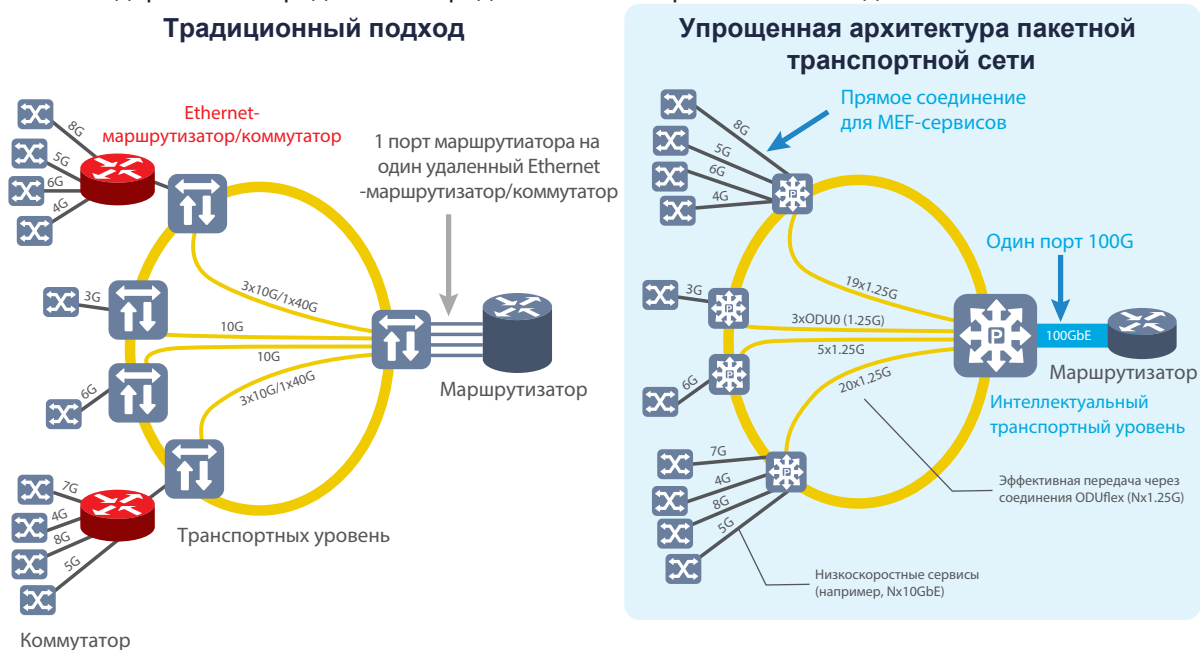 Традиционный подход
Ethernet-
маршрутизатор/коммутатор
1 порт маршрутиатора на
один удаленный Ethernet
-маршрутизатор/коммутатор
8G
5G
6G
4G
3G
6G
7G
4G
8G
5G
3x10G/1x40G
10G
10G
3x10G/1x40G
Маршрутизатор
Транспортных уровень
Коммутатор
Упрощенная архитектура пакетной
транспортной сети
Прямое соединение
для MEF-сервисов
8G
5G
6G
4G
P
Один порт 100G
19x1.25G
3G
P
3xODU0 (1.25G)
P
100GbE
5x1.25G
6G
P
20x1.25G
Маршрутизатор
Интеллектуальный
транспортный уровень
7G
4G
8G
5G
P
Эффективная передача через
соединения ODUflex (Nx1.25G)
Низкоскоростные сервисы
(например, Nx10GbE)